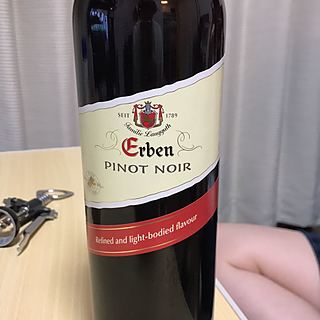 SEIT 1789
Familie Langguth
Erben
PINOT NOIR
Refined and light-bodied flavour